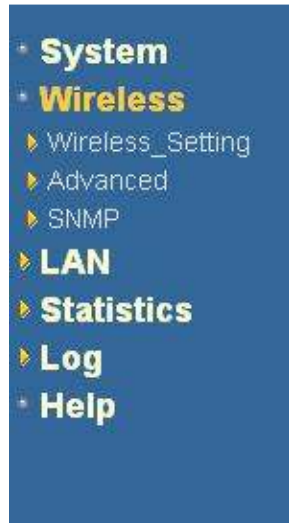 System
Wireless
Wireless_Setting
Advanced
SNMP
LAN
Statistics
Log
Help